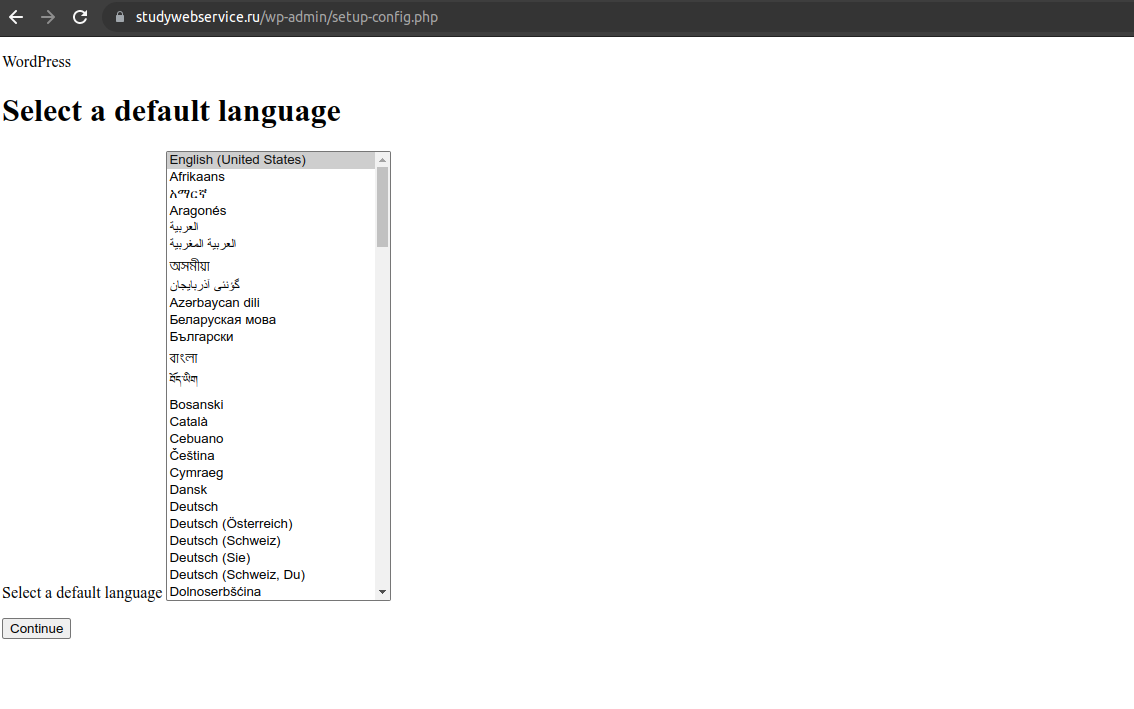 studywebservice.ru/wp-admin/setup-config.php
WordPress
Select a default language
English (United States)
Afrikaans
አማርኛ
Aragonés
العربية
العربية المغربية
অসমীয়া
گؤنئی آذربایجان
Azərbaycan dili
Беларуская мова
Български
বাংলা
བོད་ཡིག
Bosanski
Català
Cebuano
Čeština
Cymraeg
Dansk
Deutsch
Deutsch (Österreich)
Deutsch (Schweiz)
Deutsch (Sie)
Deutsch (Schweiz, Du)
Dolnoserbšćina
Select a default language
Continue